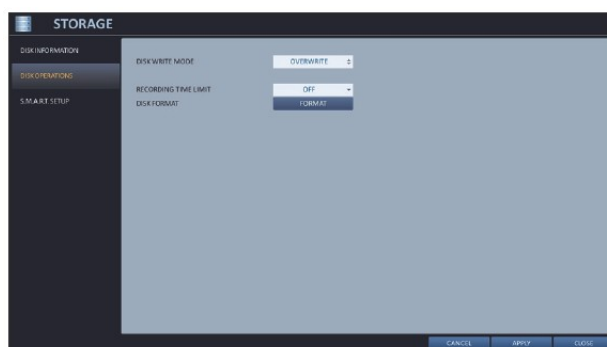 STORAGE
DISK INFORMATION
DISK OPERATIONS
S.M.A.R.T. SETUP
DISK WRITE MODE
OVERWRITE
RECORDING TIME LIMIT
OFF
DISK FORMAT
FORMAT
CANCEL
APPLY
CLOSE